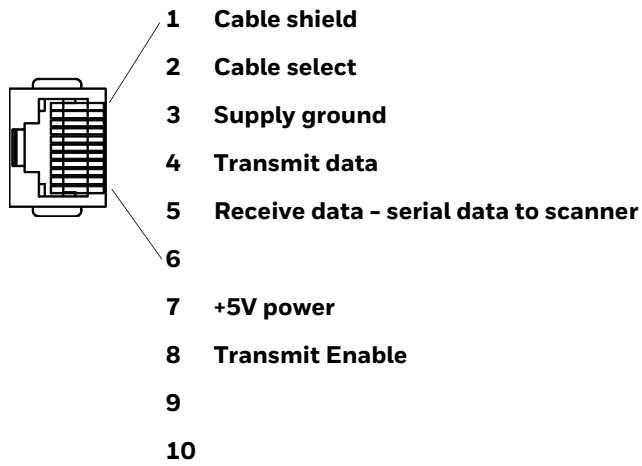 1 Cable shield
2 Cable select
3 Supply ground
4 Transmit data
5 Receive data - serial data to scanner
6
7 +5V power
8 Transmit Enable
9
10